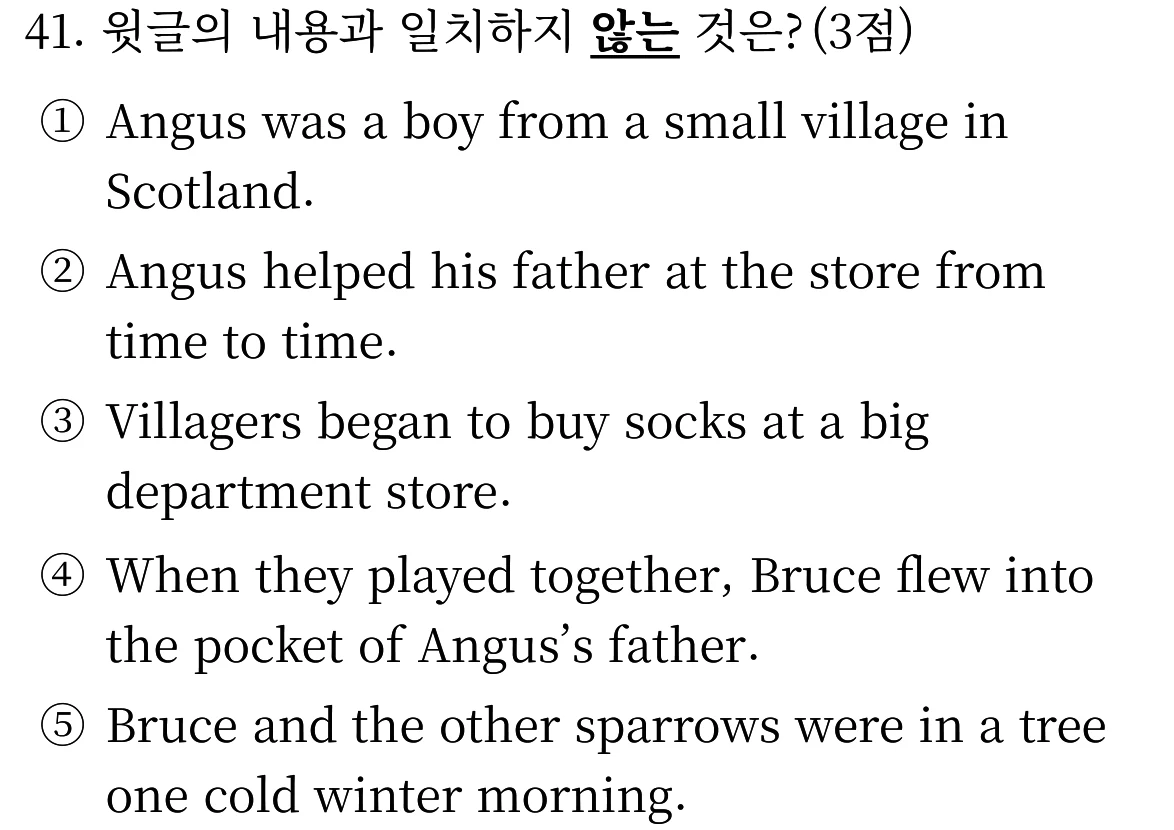 41. 윗글의 내용과 일치하지 않는 것은?(3점)
① Angus was a boy from a small village in
Scotland.
② Angus helped his father at the store from
time to time.
③ Villagers began to buy socks at a big
department store.
④ When they played together, Bruce flew into
the pocket of Angus’s father.
⑤ Bruce and the other sparrows were in a tree
one cold winter morning.